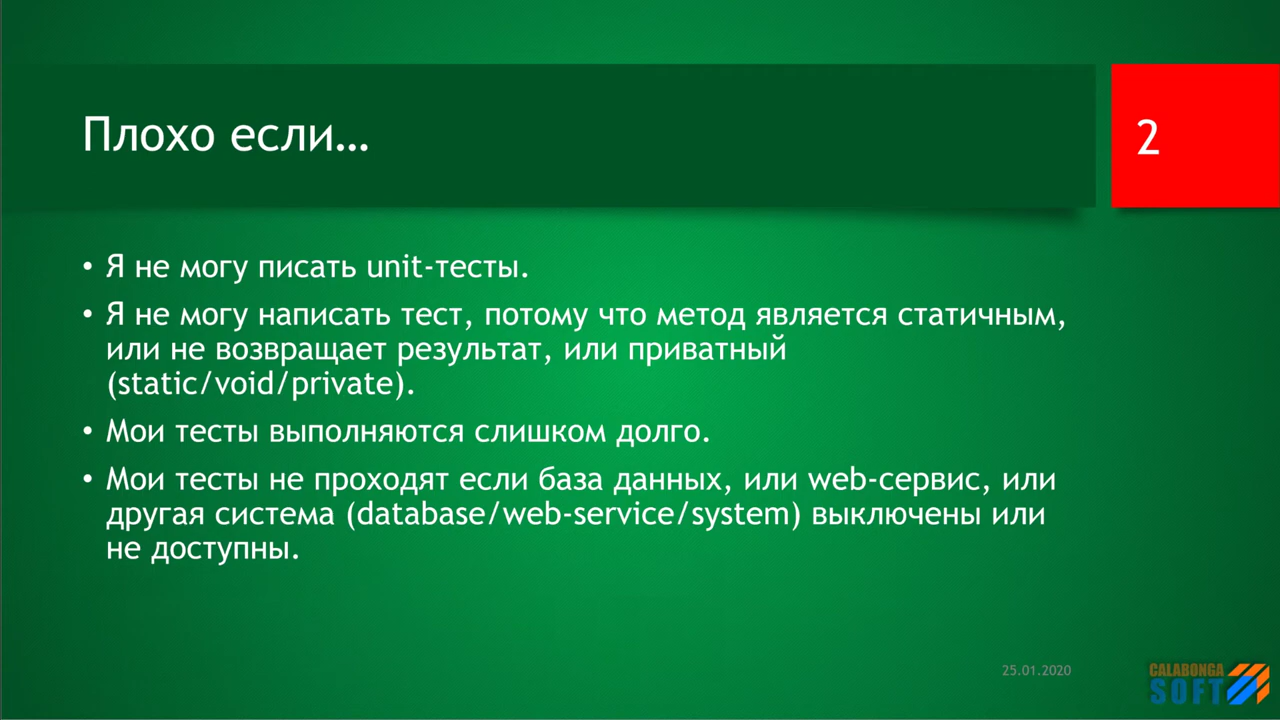 Плохо если...
2
• Я не могу писать unit-тесты.
• Я не могу написать тест, потому что метод является статичным,
или не возвращает результат, или приватный
(static/void/private).
• Мои тесты выполняются слишком долго.
• Мои тесты не проходят если база данных, или web-сервис, или
другая система (database/web-service/system) выключены или
не доступны.
25.01.2020
CALABONGA
SOFT